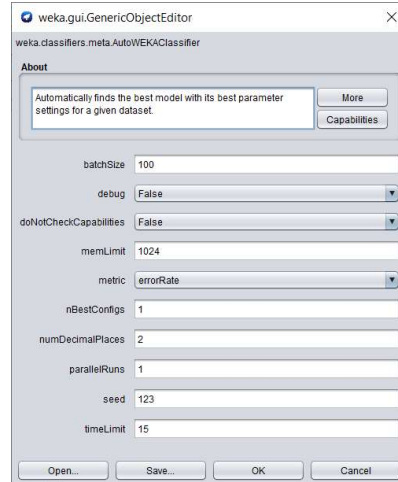 weka.gui.GenericObjectEditor
weka.classifiers.meta.AutoWEKAClassifier
About
Automatically finds the best model with its best parameter
settings for a given dataset.
More
Capabilities
batchSize 100
debug False
doNotCheckCapabilities False
memLimit 1024
metric errorRate
nBestConfigs 1
numDecimalPlaces 2
parallelRuns 1
seed 123
timeLimit 15
Open... Save... OK Cancel